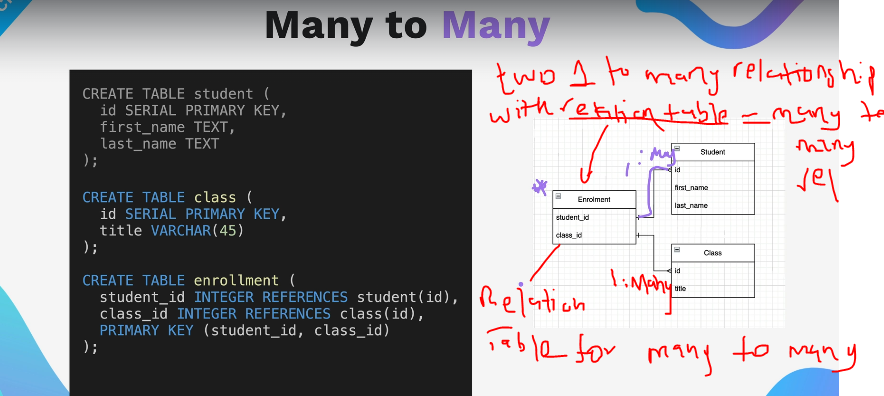 Many to Many
CREATE TABLE student (
id SERIAL PRIMARY KEY,
first_name TEXT,
last_name TEXT
);
CREATE TABLE class (
id SERIAL PRIMARY KEY,
title VARCHAR(45)
);
CREATE TABLE enrollment (
student_id INTEGER REFERENCES student(id),
class_id INTEGER REFERENCES class(id),
PRIMARY KEY (student_id, class_id)
);
two 1 to many relationship
with relation table = many to
many
rel
1 : May
Student
id
first_name
last_name
Enrolment
student_id
class_id
Class
id
title
1:Many
Relation
Table for many to many